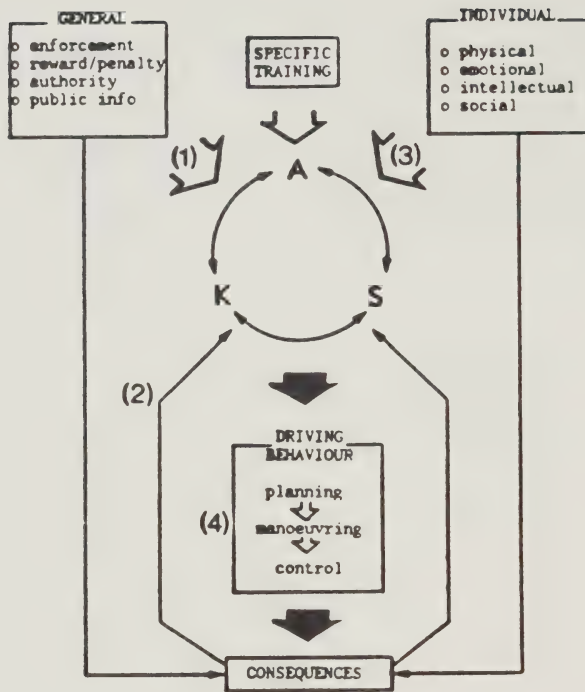 GENERAL
o enforcement
o reward/penalty
o authority
o public info
SPECIFIC
TRAINING
INDIVIDUAL
o physical
o emotional
o intellectual
o social
(1)
(3)
A
K
S
(2)
DRIVING
BEHAVIOUR
planning
(4)
manoeuvring
control
CONSEQUENCES